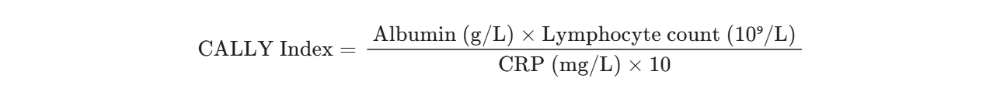 CALLY Index = Albumin (g/L) × Lymphocyte count (10⁹/L)
CRP (mg/L) × 10